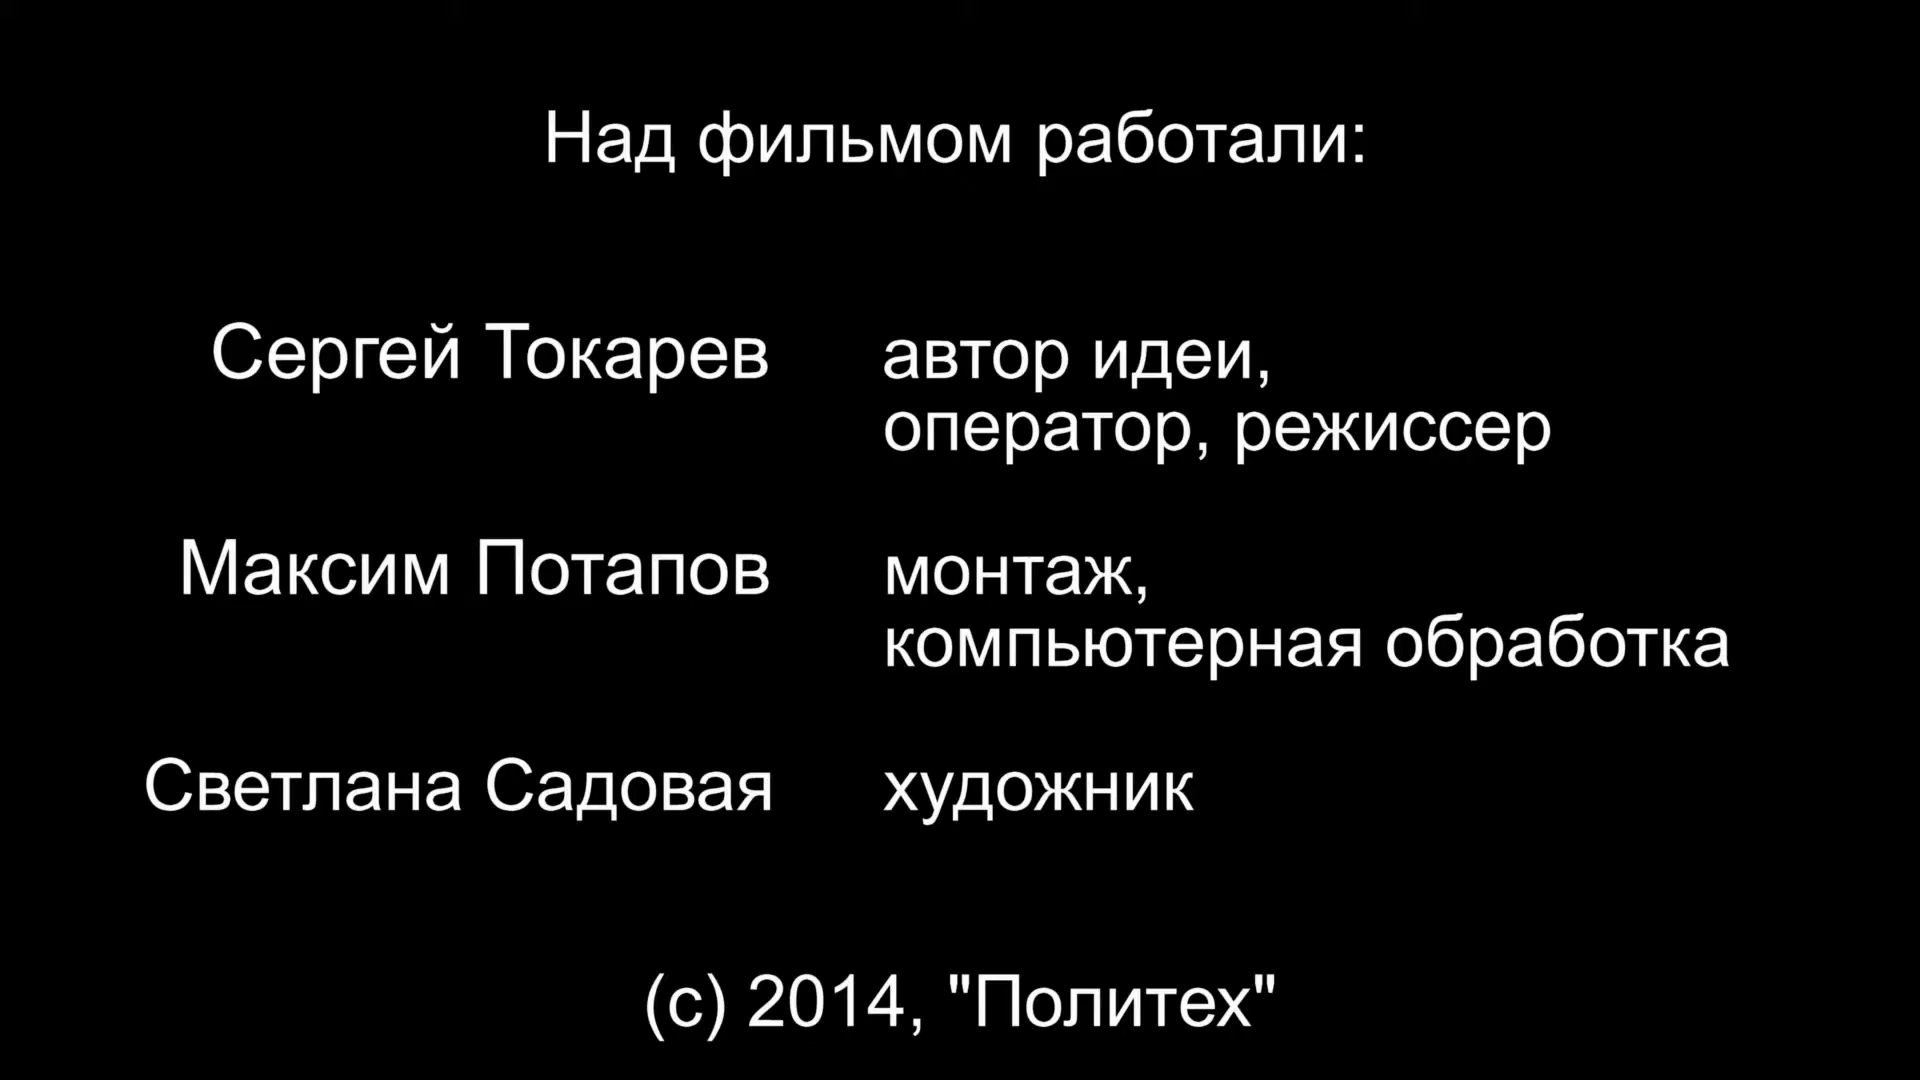 Над фильмом работали:
Сергей Токарев автор идеи,
оператор, режиссер
Максим Потапов монтаж,
компьютерная обработка
Светлана Садовая художник
(с) 2014, "Политех"